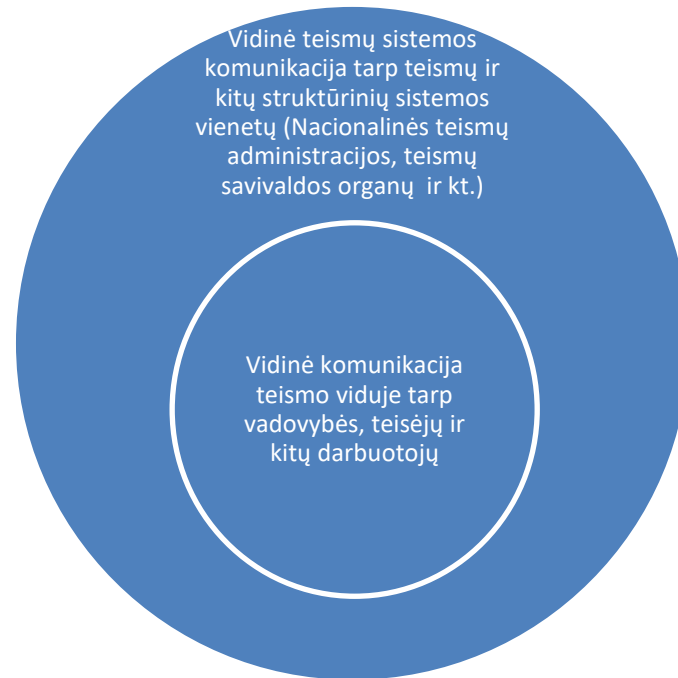 Vidinė teismų sistemos
komunikacija tarp teismų ir
kitų struktūrinių sistemos
vienetų (Nacionalinės teismų
administracijos, teismų
savivaldos organų  ir kt.)
Vidinė komunikacija
teismo viduje tarp
vadovybės, teisėjų ir
kitų darbuotojų